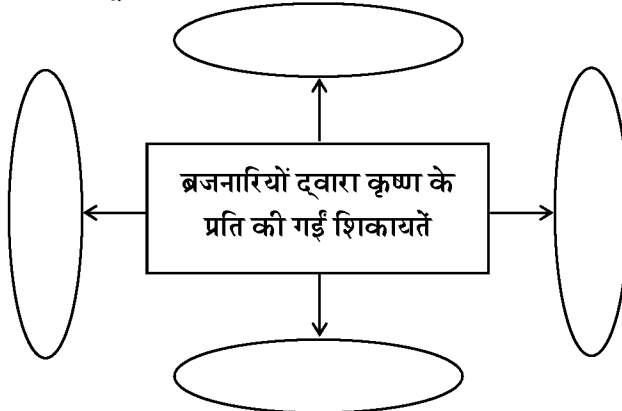 ब्रजनारियों द्‌वारा कृष्ण के
प्रति की गईं शिकायतें